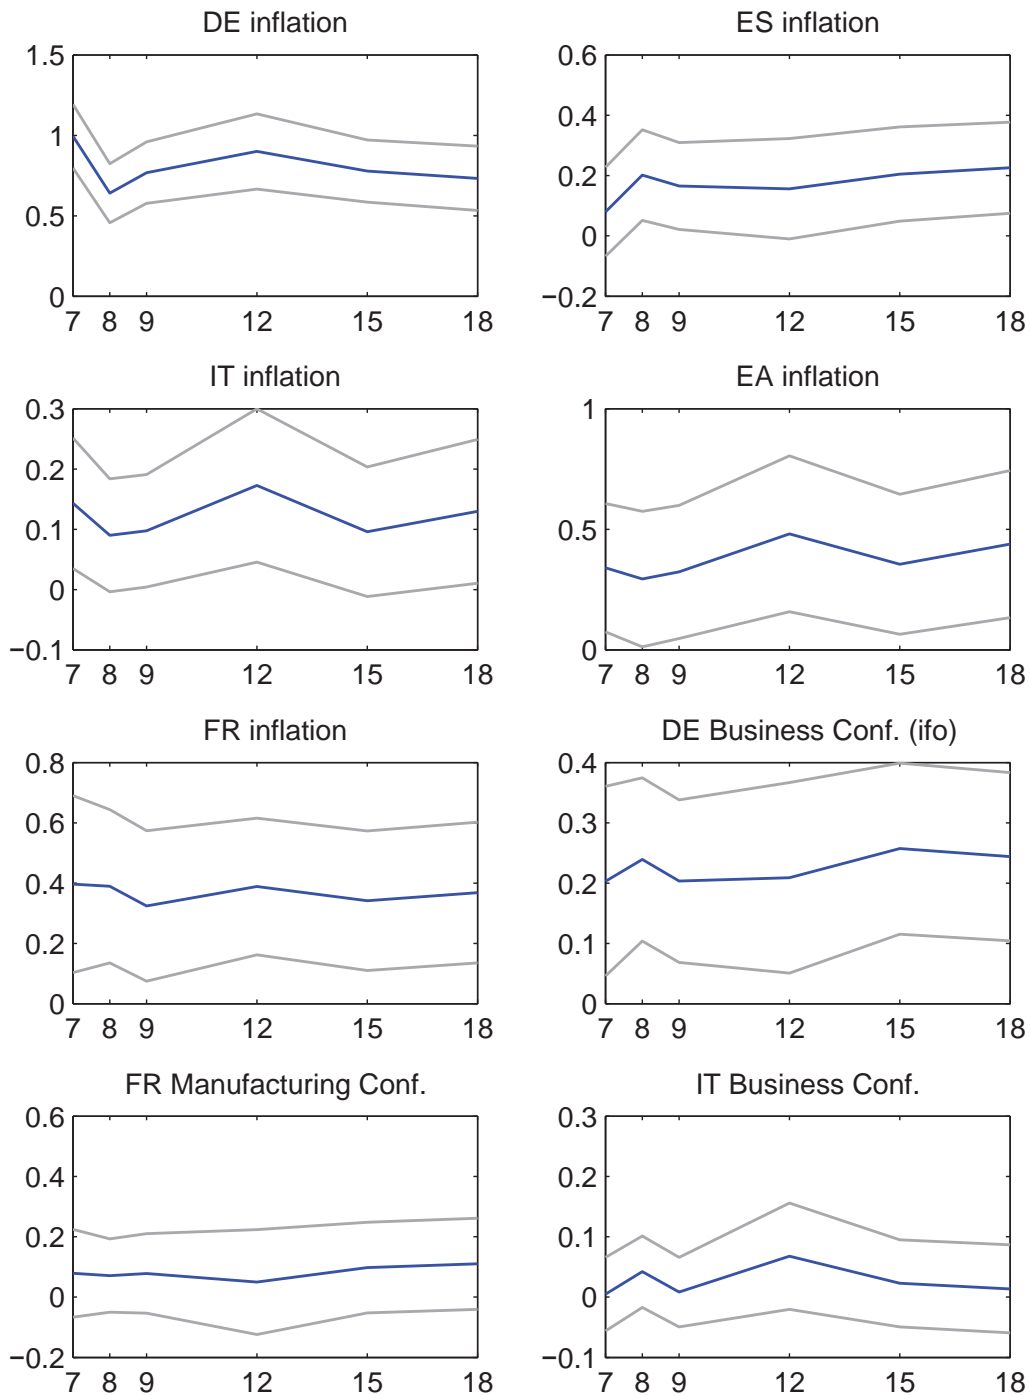 DE inflation
1.5
1
0.5
0
7 8 9 12 15 18
ES inflation
0.6
0.4
0.2
0
−0.2
7 8 9 12 15 18
IT inflation
0.3
0.2
0.1
0
−0.1
7 8 9 12 15 18
EA inflation
1
0.5
0
7 8 9 12 15 18
FR inflation
0.8
0.6
0.4
0.2
0
7 8 9 12 15 18
DE Business Conf. (ifo)
0.4
0.3
0.2
0.1
0
7 8 9 12 15 18
FR Manufacturing Conf.
0.6
0.4
0.2
0
−0.2
7 8 9 12 15 18
IT Business Conf.
0.3
0.2
0.1
0
−0.1
7 8 9 12 15 18